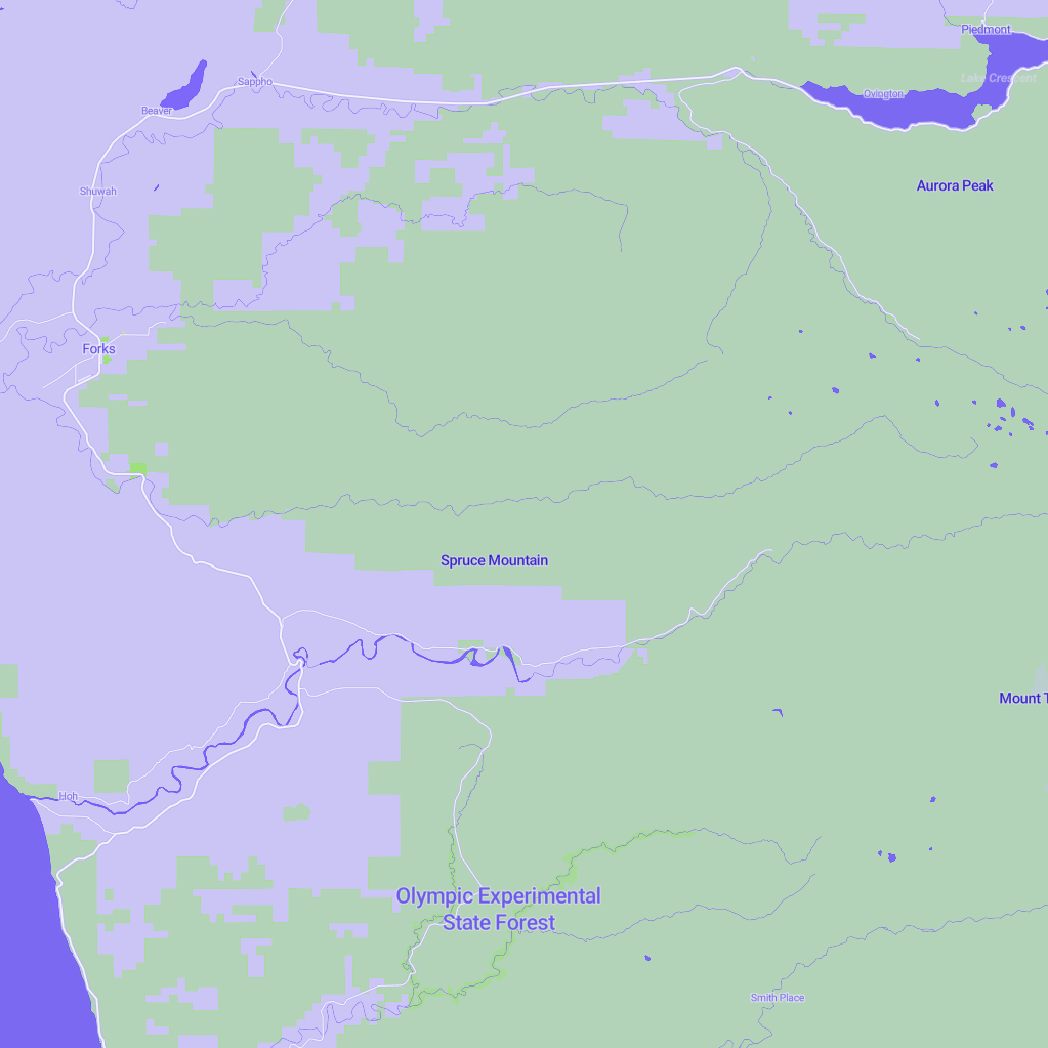 Piedmont
Lake Crescent
Sappho
Ovington
Beaver
Aurora Peak
Shuwah
Forks
Spruce Mountain
Mount T
Hoh
Olympic Experimental
State Forest
Smith Place